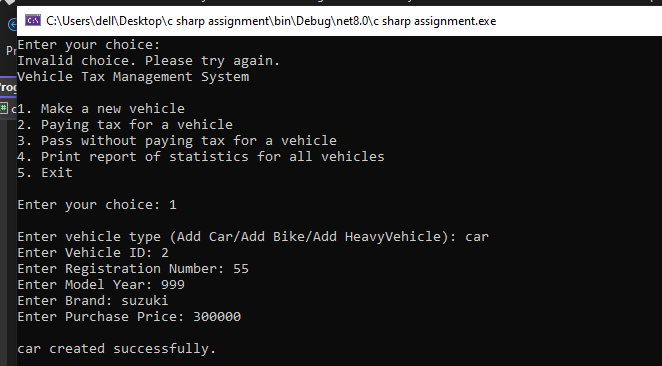 C:\Users\dell\Desktop\c sharp assignment\bin\Debug\net8.0\c sharp assignment.exe
Enter your choice:
Invalid choice. Please try again.
Vehicle Tax Management System
1. Make a new vehicle
2. Paying tax for a vehicle
3. Pass without paying tax for a vehicle
4. Print report of statistics for all vehicles
5. Exit
Enter your choice: 1
Enter vehicle type (Add Car/Add Bike/Add HeavyVehicle): car
Enter Vehicle ID: 2
Enter Registration Number: 55
Enter Model Year: 999
Enter Brand: suzuki
Enter Purchase Price: 300000
car created successfully.